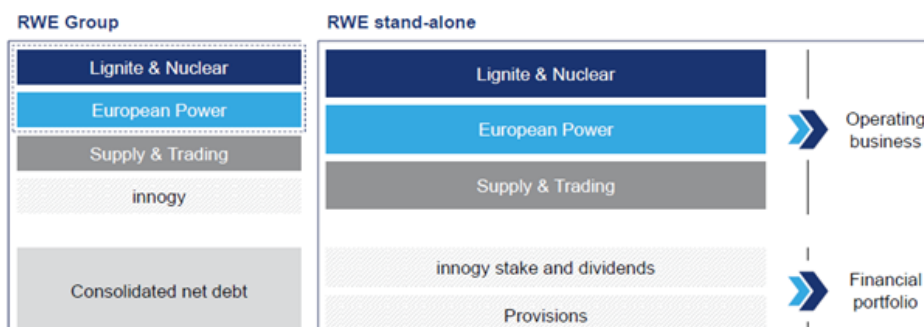 RWE Group
Lignite & Nuclear
European Power
Supply & Trading
innogy
Consolidated net debt
RWE stand-alone
Lignite & Nuclear
European Power
Supply & Trading
innogy stake and dividends
Provisions
Operating
business
Financial
portfolio